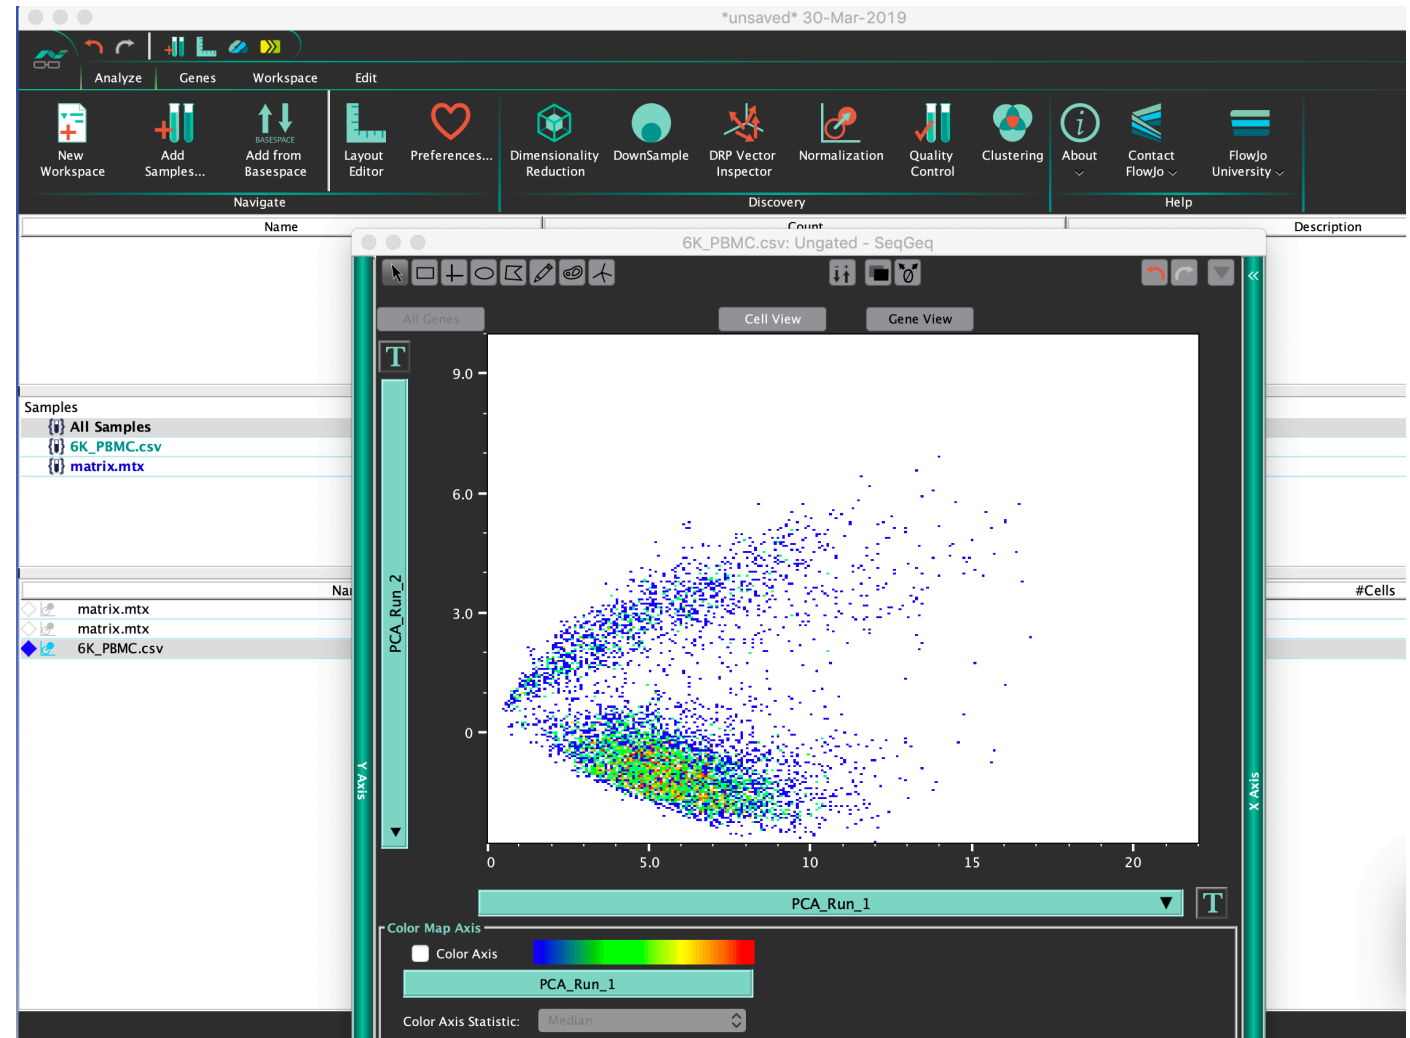 *unsaved* 30-Mar-2019
Analyze Genes Workspace Edit
New Workspace
Add Samples...
BASESPACE
Add from Basespace
Layout Editor
Preferences...
Dimensionality Reduction
DownSample
DRP Vector Inspector
Normalization
Quality Control
Clustering
About
Contact FlowJo
FlowJo University
Navigate Discovery Help
Name Count Description
6K_PBMC.csv: Ungated - SeqGeq
All Genes Cell View Gene View
T
Samples
All Samples
6K_PBMC.csv
matrix.mtx
Na #Cells
matrix.mtx
matrix.mtx
6K_PBMC.csv
Y Axis
PCA_Run_2
9.0
6.0
3.0
0
0 5.0 10 15 20
X Axis
PCA_Run_1 T
Color Map Axis
Color Axis
PCA_Run_1
Color Axis Statistic: Median